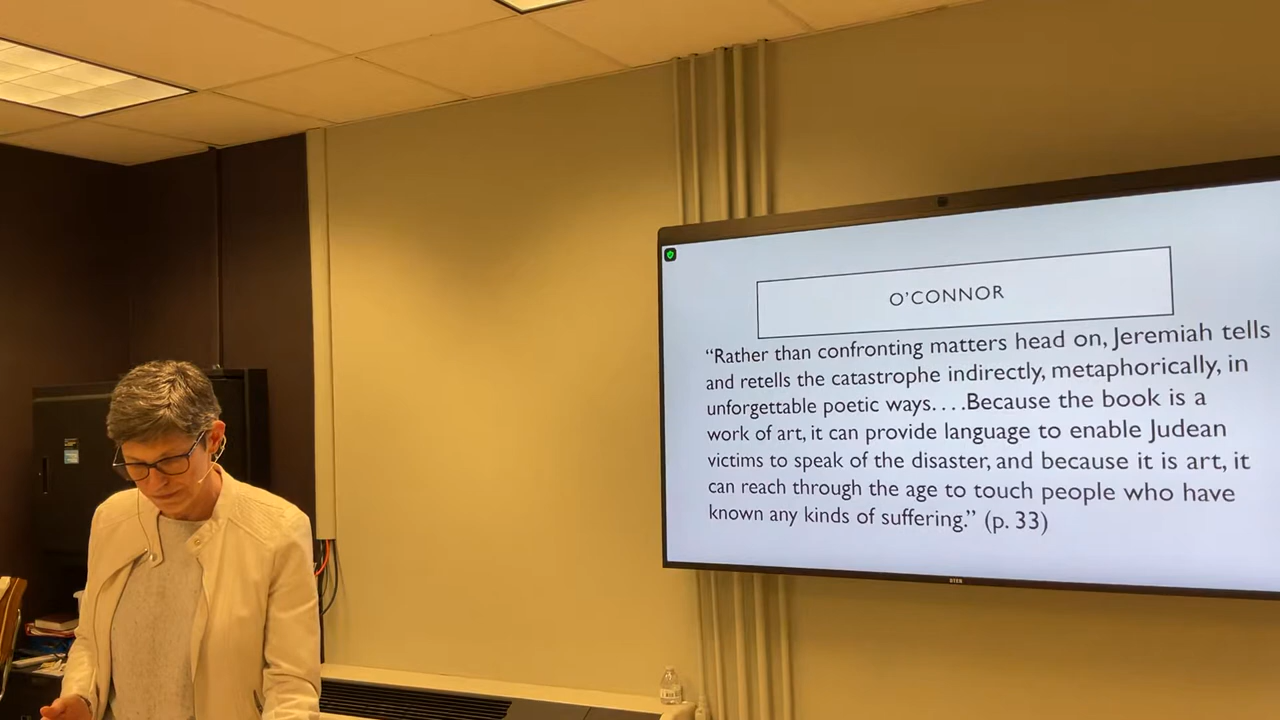 O'CONNOR
“Rather than confronting matters head on, Jeremiah tells
and retells the catastrophe indirectly, metaphorically, in
unforgettable poetic ways. . . .Because the book is a
work of art, it can provide language to enable Judean
victims to speak of the disaster, and because it is art, it
can reach through the age to touch people who have
known any kinds of suffering.” (p. 33)